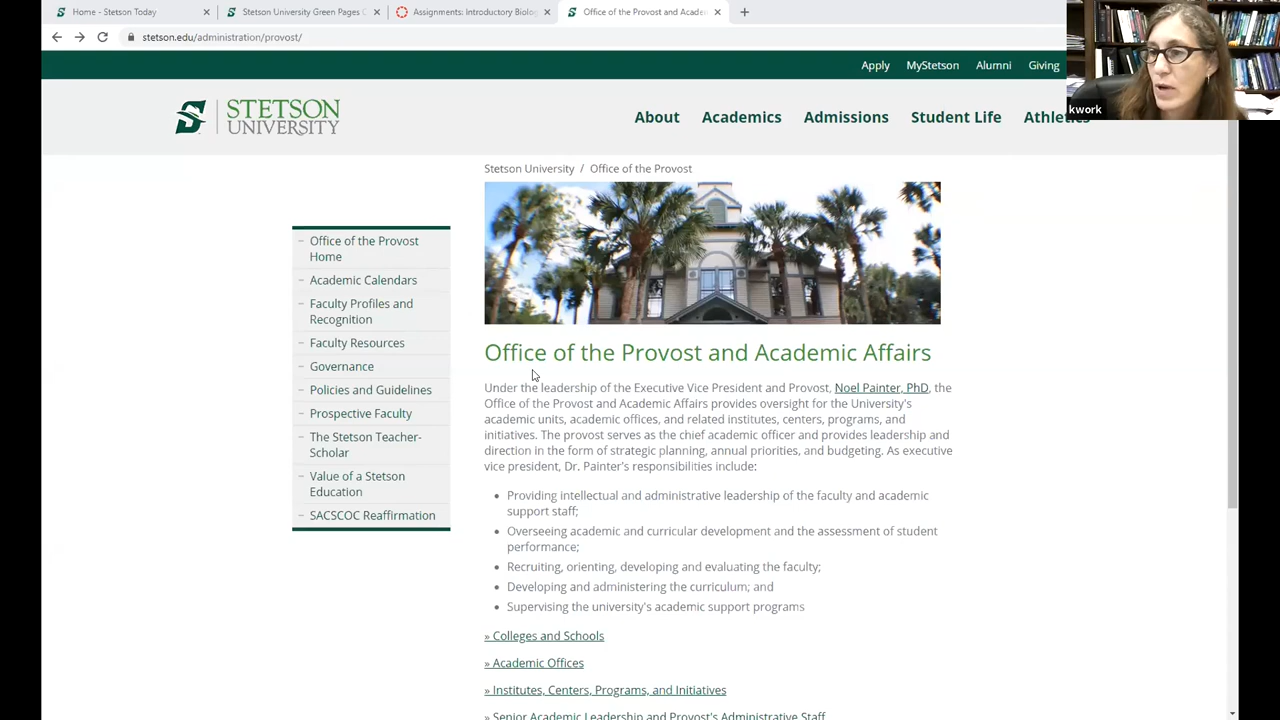 Home - Stetson Today
Stetson University Green Pages
Assignments: Introductory Biolog
Office of the Provost and Acade
stetson.edu/administration/provost/
Apply MyStetson Alumni Giving
kwork
STETSON
UNIVERSITY
About Academics Admissions Student Life Athletics
Stetson University / Office of the Provost
Office of the Provost
Home
Academic Calendars
Faculty Profiles and
Recognition
Faculty Resources
Governance
Policies and Guidelines
Prospective Faculty
The Stetson Teacher-
Scholar
Value of a Stetson
Education
SACSCOC Reaffirmation
Office of the Provost and Academic Affairs
Under the leadership of the Executive Vice President and Provost, Noel Painter, PhD, the
Office of the Provost and Academic Affairs provides oversight for the University's
academic units, academic offices, and related institutes, centers, programs, and
initiatives. The provost serves as the chief academic officer and provides leadership and
direction in the form of strategic planning, annual priorities, and budgeting. As executive
vice president, Dr. Painter's responsibilities include:
• Providing intellectual and administrative leadership of the faculty and academic
support staff;
• Overseeing academic and curricular development and the assessment of student
performance;
• Recruiting, orienting, developing and evaluating the faculty;
• Developing and administering the curriculum; and
• Supervising the university's academic support programs
» Colleges and Schools
» Academic Offices
» Institutes, Centers, Programs, and Initiatives
» Senior Academic Leadership and Provost's Administrative Staff